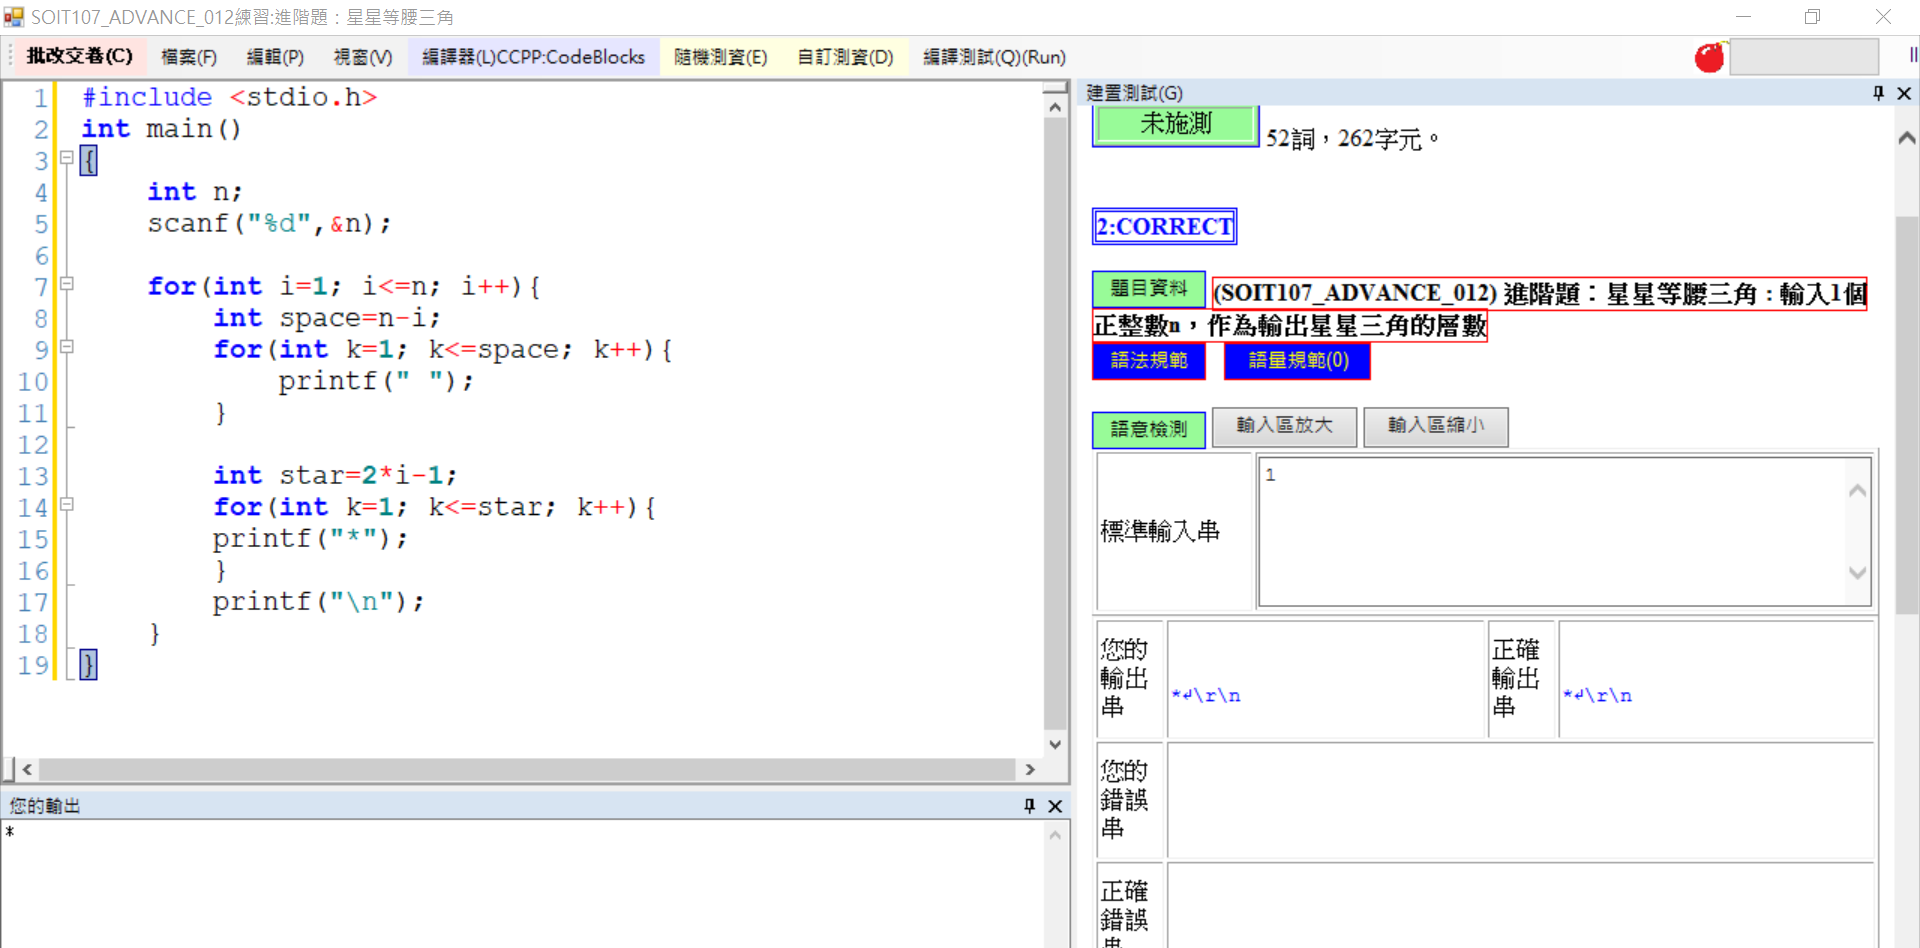 SOIT107_ADVANCE_012練習:進階題：星星等腰三角
批改交卷(C) 檔案(F) 編輯(P) 視窗(V) 編譯器(L)CCPP:CodeBlocks 隨機測資(E) 自訂測資(D) 編譯測試(Q)(Run)
1 #include <stdio.h>
2 int main()
3 {
4     int n;
5     scanf("%d",&n);
6
7     for(int i=1; i<=n; i++){
8         int space=n-i;
9         for(int k=1; k<=space; k++){
10             printf(" ");
11         }
12
13         int star=2*i-1;
14         for(int k=1; k<=star; k++){
15         printf("*");
16         }
17         printf("\n");
18     }
19 }
您的輸出
*
建置測試(G)
未施測 52詞，262字元。
2:CORRECT
題目資料 (SOIT107_ADVANCE_012) 進階題：星星等腰三角：輸入1個
正整數n，作為輸出星星三角的層數
語法規範 語量規範(0)
語意檢測 輸入區放大 輸入區縮小
標準輸入串 1
您的輸出串 *↲\r\n 正確輸出串 *↲\r\n
您的錯誤串
正確錯誤串